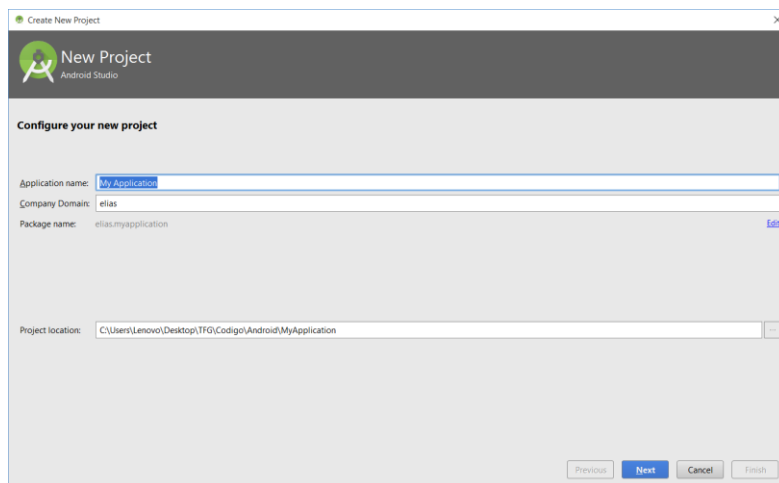 Create New Project
New Project
Android Studio
Configure your new project
Application name: My Application
Company Domain: elias
Package name: elias.myapplication Edit
Project location: C:\Users\Lenovo\Desktop\TFG\Codigo\Android\MyApplication ...
Previous Next Cancel Finish